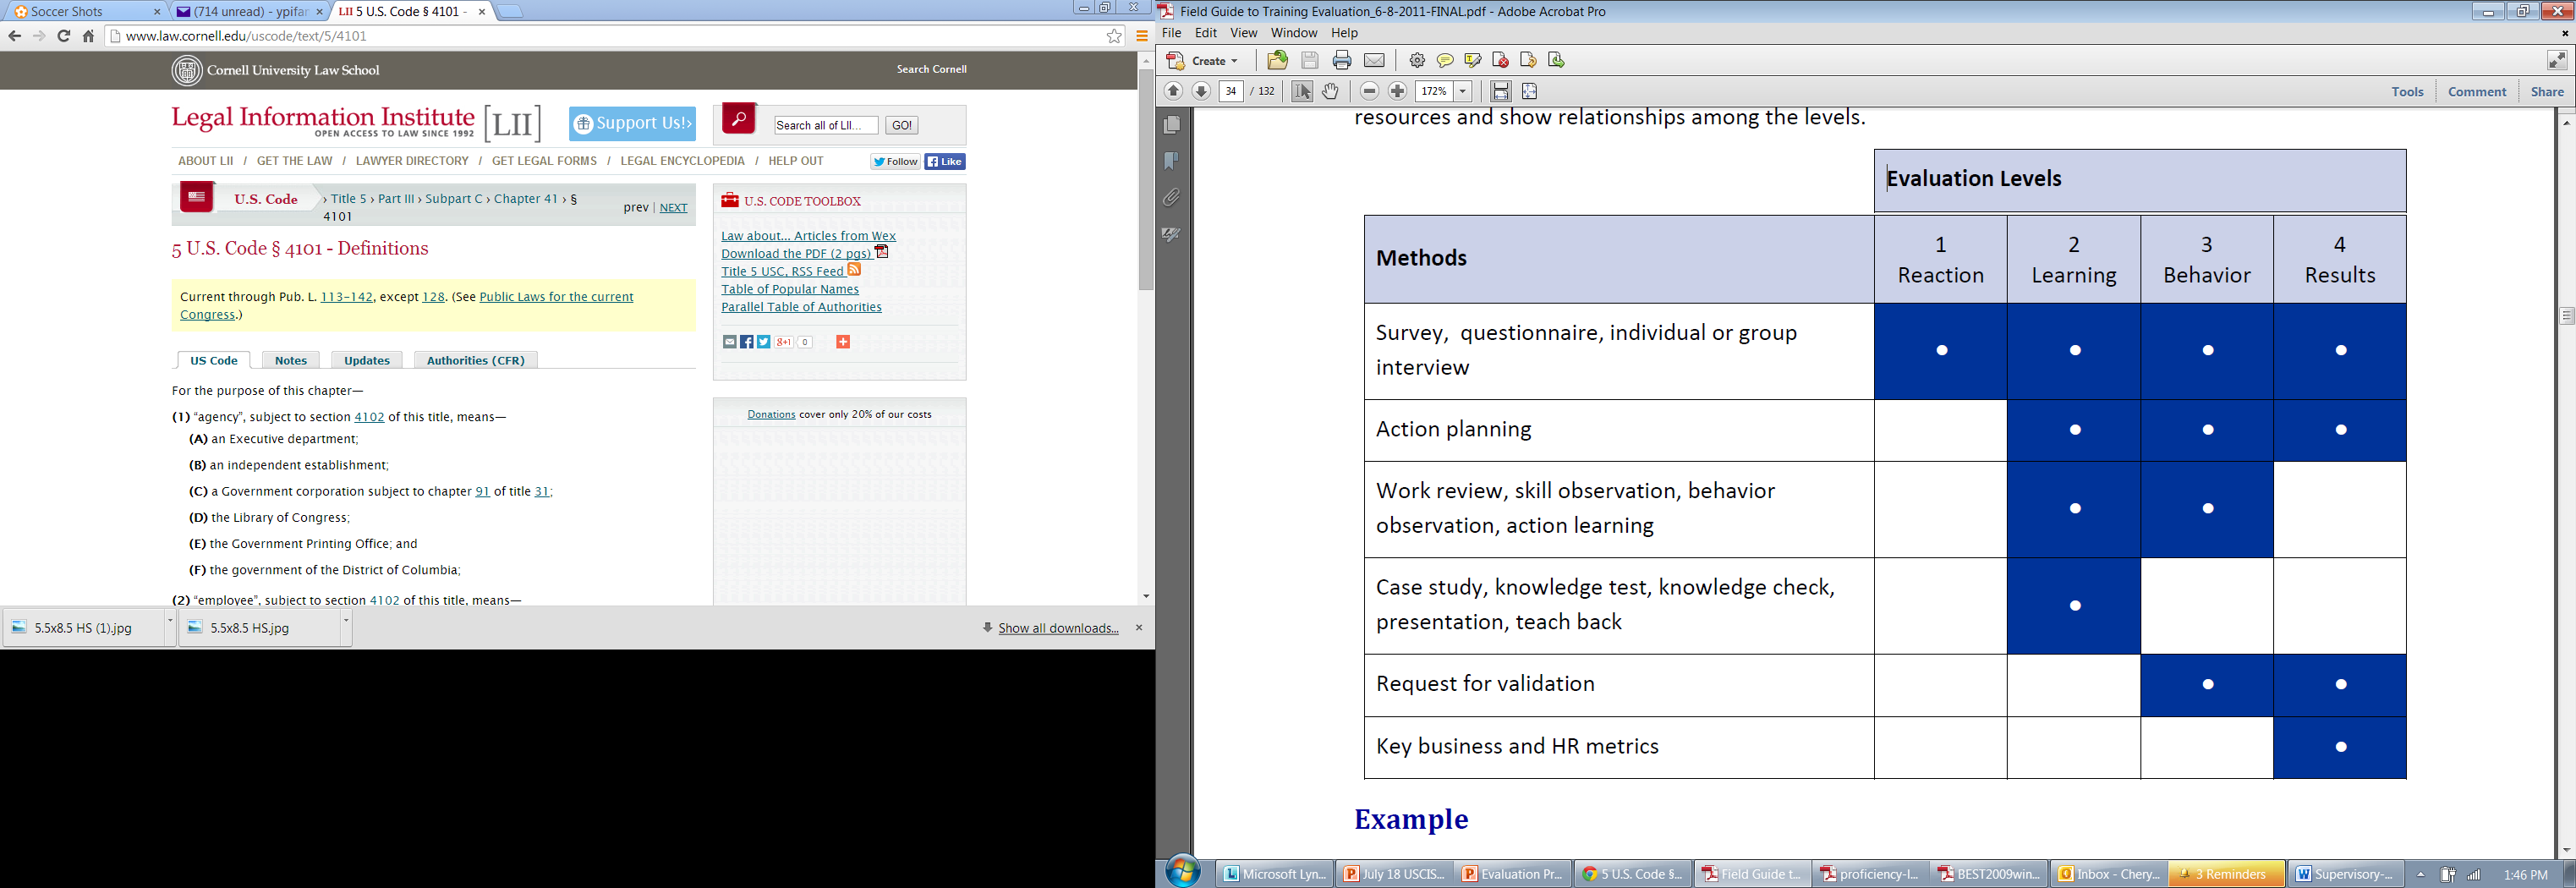 Soccer Shots
(714 unread) - ypifar
LII 5 U.S. Code § 4101 -
www.law.cornell.edu/uscode/text/5/4101
Cornell University Law School
Search Cornell
Legal Information Institute [LII]
OPEN ACCESS TO LAW SINCE 1992
Support Us!›
Search all of LII...
GO!
ABOUT LII / GET THE LAW / LAWYER DIRECTORY / GET LEGAL FORMS / LEGAL ENCYCLOPEDIA / HELP OUT
Follow
Like
U.S. Code
› Title 5 › Part III › Subpart C › Chapter 41 › §
4101
prev | NEXT
5 U.S. Code § 4101 - Definitions
Current through Pub. L. 113-142, except 128. (See Public Laws for the current
Congress.)
US Code
Notes
Updates
Authorities (CFR)
For the purpose of this chapter—
(1) “agency”, subject to section 4102 of this title, means—
(A) an Executive department;
(B) an independent establishment;
(C) a Government corporation subject to chapter 91 of title 31;
(D) the Library of Congress;
(E) the Government Printing Office; and
(F) the government of the District of Columbia;
(2) “employee”, subject to section 4102 of this title, means—
U.S. CODE TOOLBOX
Law about... Articles from Wex
Download the PDF (2 pgs)
Title 5 USC, RSS Feed
Table of Popular Names
Parallel Table of Authorities
g+1
0
Donations cover only 20% of our costs
5.5x8.5 HS (1).jpg
5.5x8.5 HS.jpg
Show all downloads...
Field Guide to Training Evaluation_6-8-2011-FINAL.pdf - Adobe Acrobat Pro
File Edit View Window Help
Create
34 / 132
172%
Tools
Comment
Share
resources and show relationships among the levels.
Evaluation Levels
Methods
1
Reaction
2
Learning
3
Behavior
4
Results
Survey, questionnaire, individual or group
interview
Action planning
Work review, skill observation, behavior
observation, action learning
Case study, knowledge test, knowledge check,
presentation, teach back
Request for validation
Key business and HR metrics
Example
Microsoft Lyn...
July 18 USCIS...
Evaluation Pr...
5 U.S. Code §...
Field Guide t...
proficiency-l...
BEST2009win...
Inbox - Chery...
3 Reminders
Supervisory-...
1:46 PM